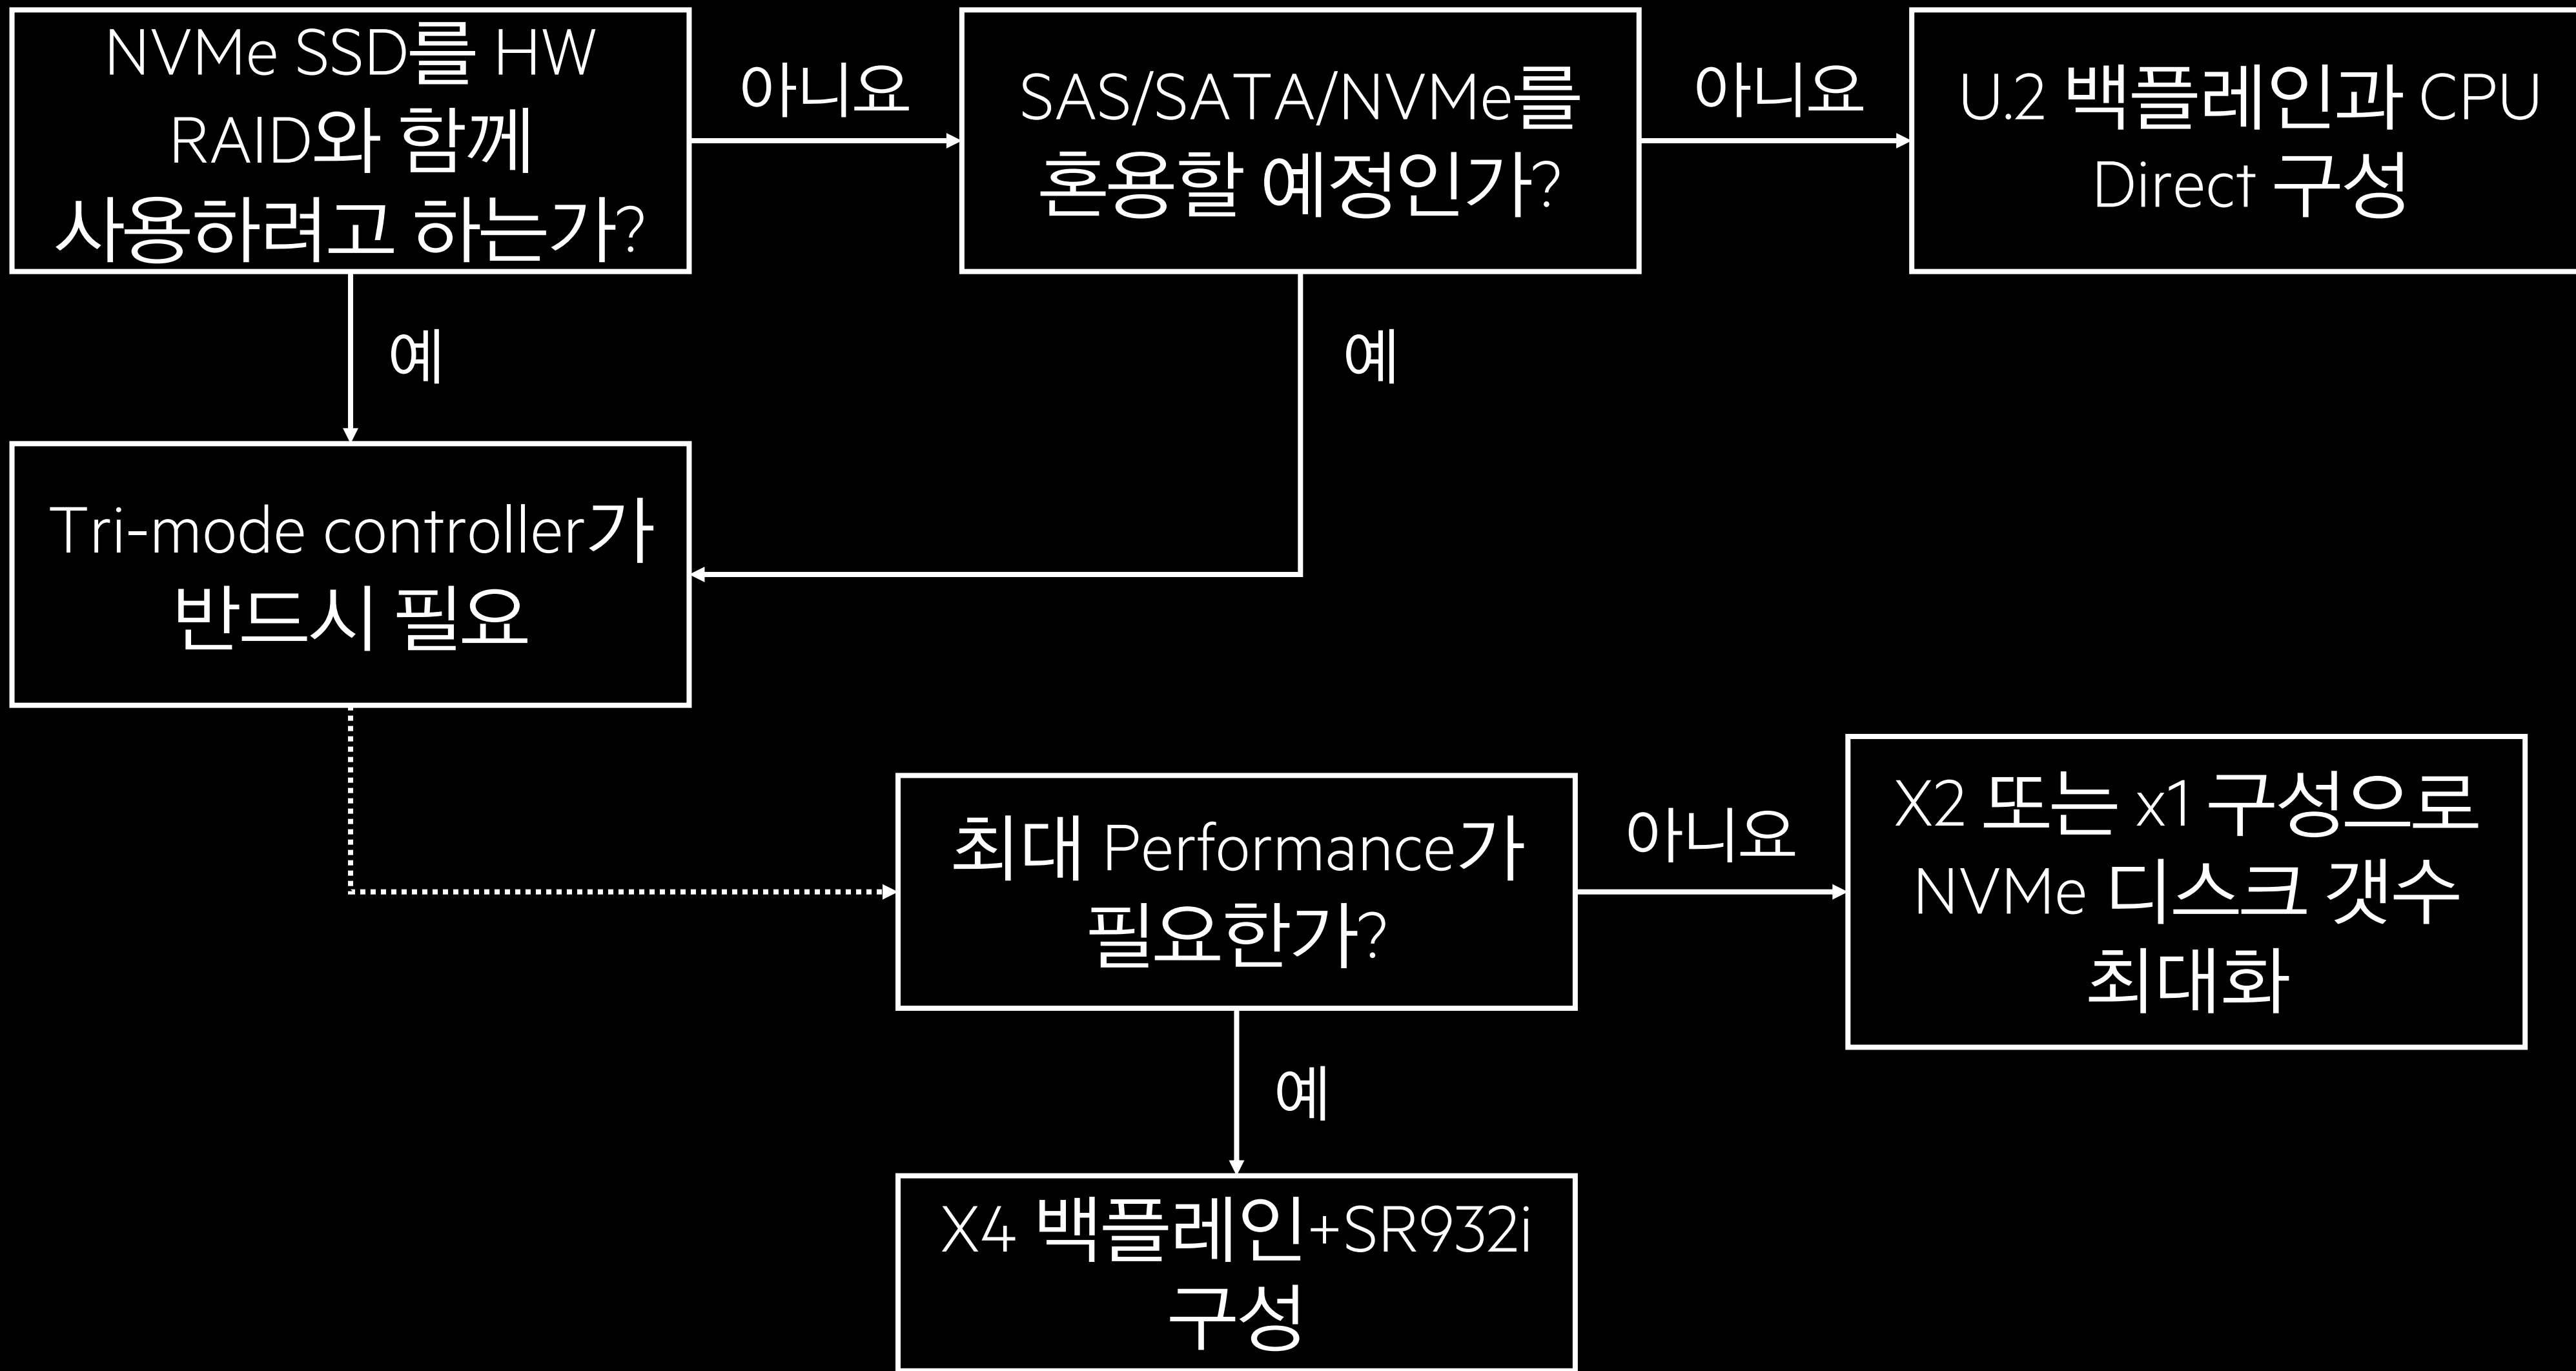 NVMe SSD를 HW
RAID와 함께
사용하려고 하는가?
아니요
SAS/SATA/NVMe를
혼용할 예정인가?
아니요
U.2 백플레인과 CPU
Direct 구성
예
예
Tri-mode controller가
반드시 필요
최대 Performance가
필요한가?
아니요
X2 또는 x1 구성으로
NVMe 디스크 갯수
최대화
예
X4 백플레인+SR932i
구성